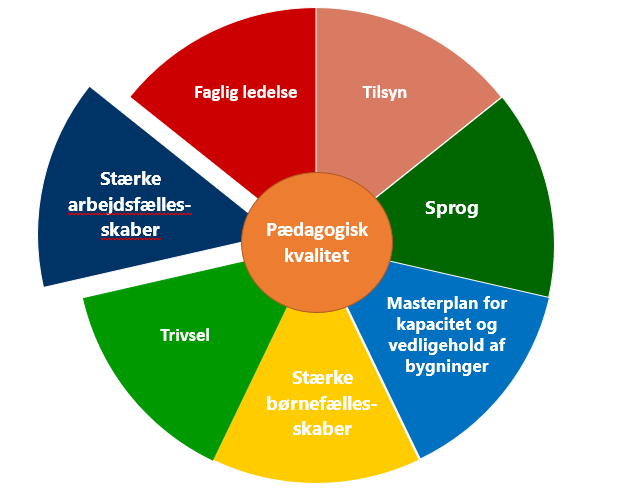 Faglig ledelse
Tilsyn
Stærke
arbejdsfælles-
skaber
Sprog
Pædagogisk
kvalitet
Masterplan for
kapacitet og
vedligehold af
bygninger
Trivsel
Stærke
børnefælles-
skaber